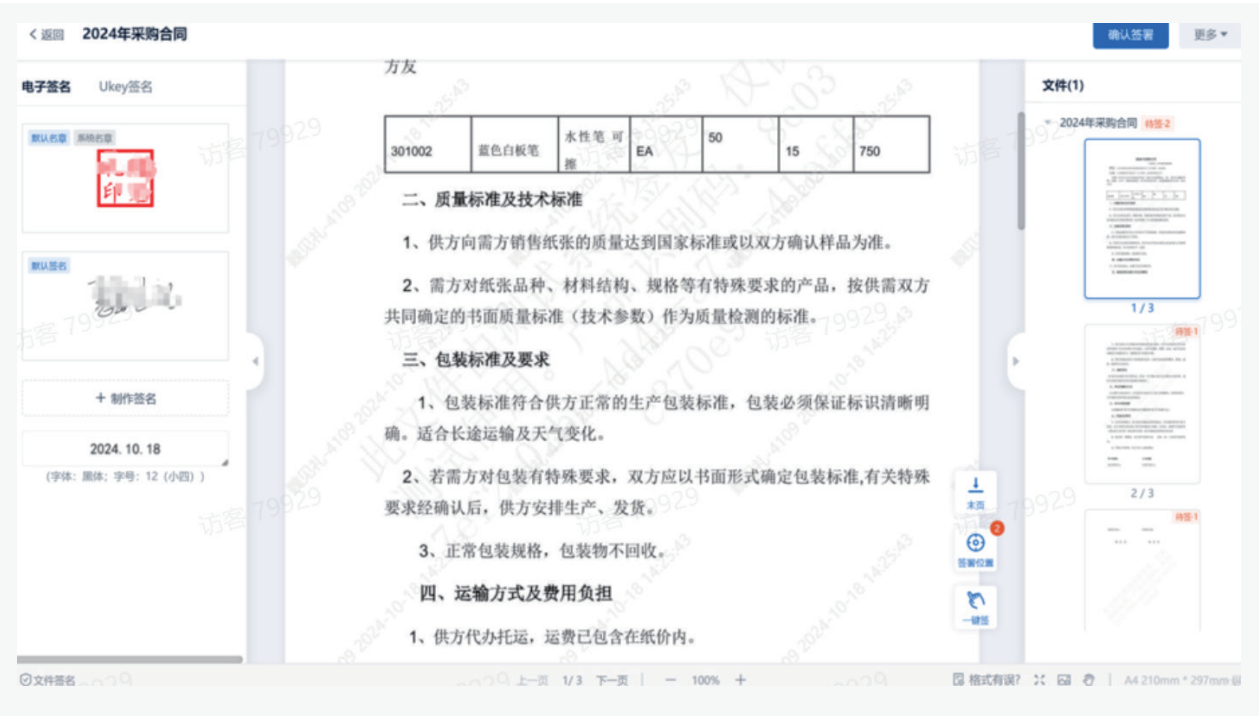 返回 2024年采购合同 确认签署 更多
电子签名 Ukey签名
默认名章 系统名章
默认签名
+ 制作签名
2024. 10. 18
(字体：黑体；字号：12（小四）)
方友
301002 蓝色白板笔 水性笔 可擦 EA 50 15 750
二、质量标准及技术标准
1、供方向需方销售纸张的质量达到国家标准或以双方确认样品为准。
2、需方对纸张品种、材料结构、规格等有特殊要求的产品，按供需双方
共同确定的书面质量标准（技术参数）作为质量检测的标准。
三、包装标准及要求
1、包装标准符合供方正常的生产包装标准，包装必须保证标识清晰明
确。适合长途运输及天气变化。
2、若需方对包装有特殊要求，双方应以书面形式确定包装标准,有关特殊
要求经确认后，供方安排生产、发货。
3、正常包装规格，包装物不回收。
四、运输方式及费用负担
1、供方代办托运，运费已包含在纸价内。
末页
2
签署位置
一键签
文件(1)
2024年采购合同 待签·2
1 / 3
待签·1
2 / 3
待签·1
文件签名 上一页 1/3 下一页 — 100% + 格式有误? A4 210mm * 297mm
访客 79929